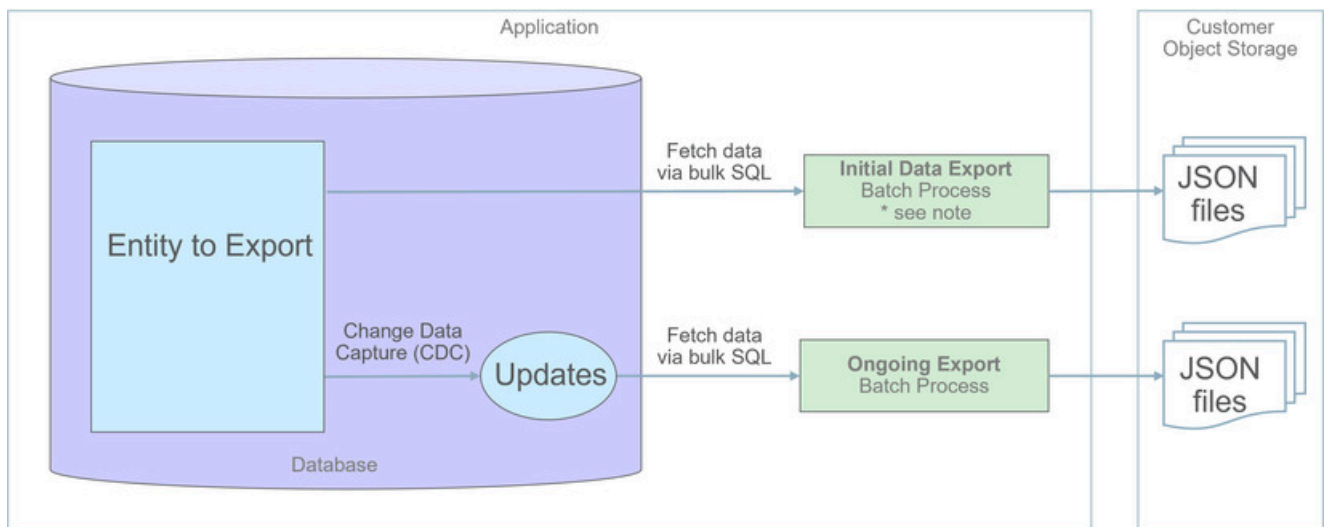 Application
Customer
Object Storage
Fetch data
via bulk SQL
Initial Data Export
Batch Process
* see note
JSON
files
Entity to Export
Change Data
Capture (CDC)
Updates
Fetch data
via bulk SQL
Ongoing Export
Batch Process
JSON
files
Database